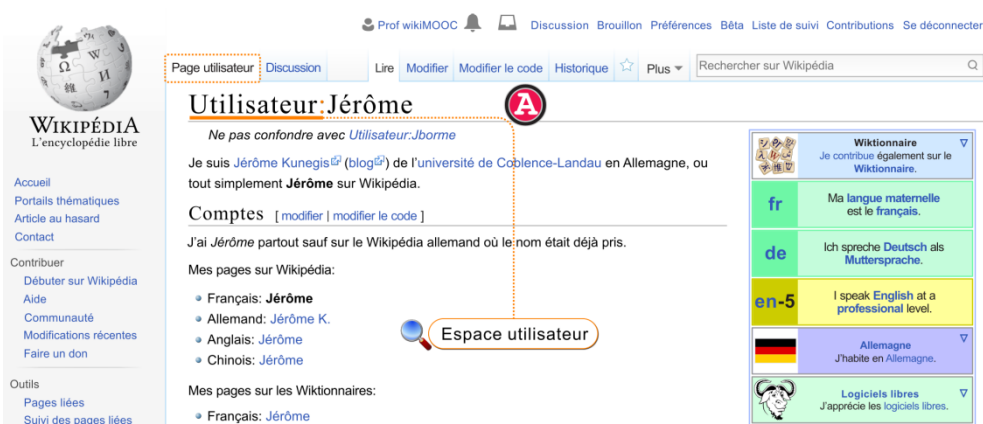 Prof wikiMOOC Discussion Brouillon Préférences Bêta Liste de suivi Contributions Se déconnecter
Page utilisateur Discussion Lire Modifier Modifier le code Historique Plus Rechercher sur Wikipédia
WIKIPÉDIA
L'encyclopédie libre
Accueil
Portails thématiques
Article au hasard
Contact
Contribuer
Débuter sur Wikipédia
Aide
Communauté
Modifications récentes
Faire un don
Outils
Pages liées
Suivi des pages liées
Utilisateur:Jérôme
A
Ne pas confondre avec Utilisateur:Jborme
Je suis Jérôme Kunegis (blog) de l'université de Coblence-Landau en Allemagne, ou
tout simplement Jérôme sur Wikipédia.
Comptes [ modifier | modifier le code ]
J'ai Jérôme partout sauf sur le Wikipédia allemand où le nom était déjà pris.
Mes pages sur Wikipédia:
Français: Jérôme
Allemand: Jérôme K.
Anglais: Jérôme
Chinois: Jérôme
Espace utilisateur
Mes pages sur les Wiktionnaires:
Français: Jérôme
Wiktionnaire
Je contribue également sur le
Wiktionnaire.
fr
Ma langue maternelle
est le français.
de
Ich spreche Deutsch als
Muttersprache.
en-5
I speak English at a
professional level.
Allemagne
J'habite en Allemagne.
Logiciels libres
J'apprécie les logiciels libres.